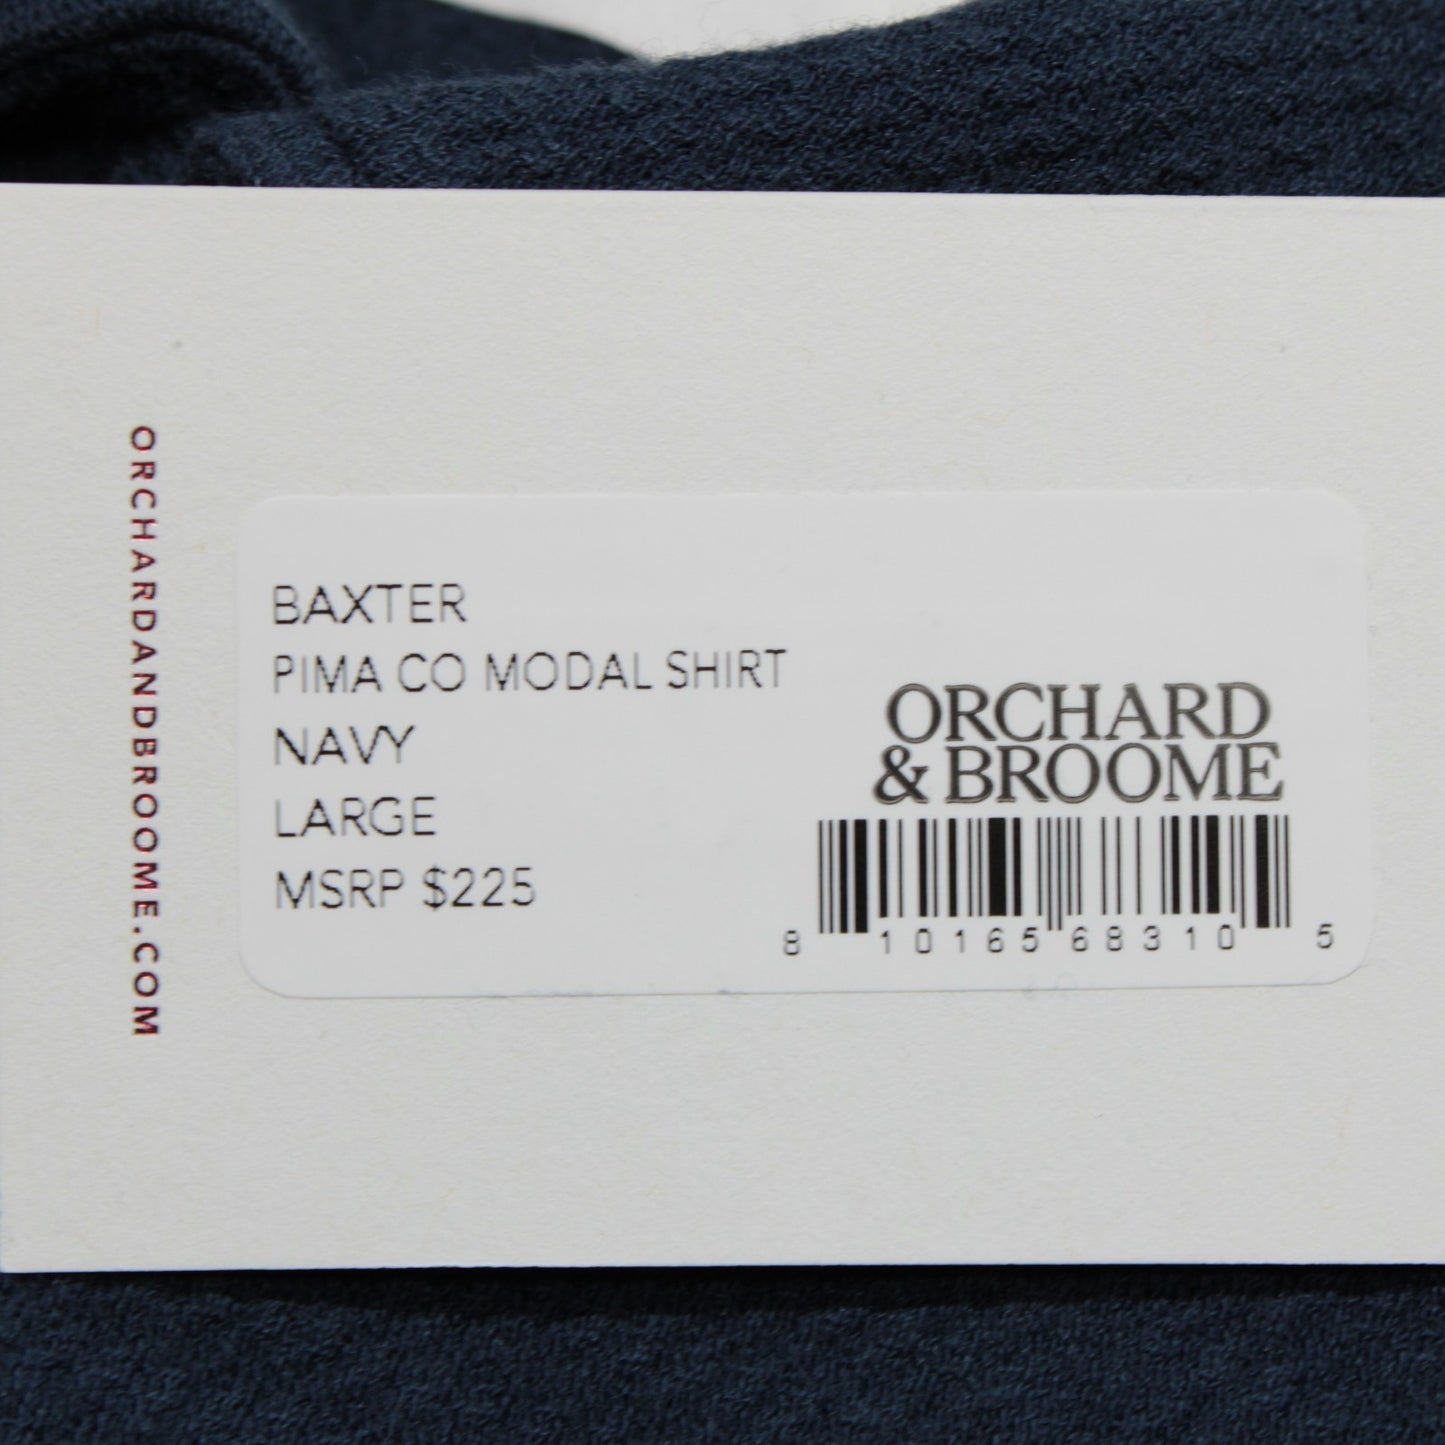 ORCHARDANDBROOME.COM
BAXTER
PIMA CO MODAL SHIRT
NAVY
LARGE
MSRP $225
ORCHARD
& BROOME
8 10165 68310 5